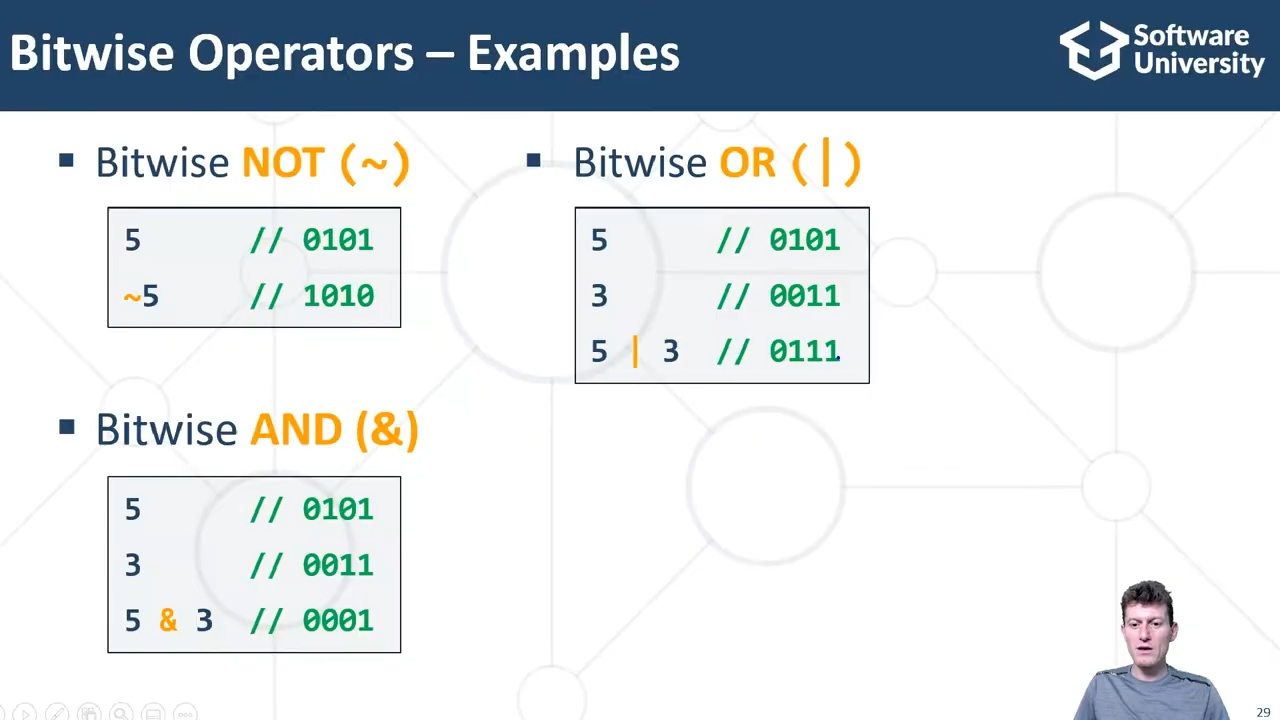 Bitwise Operators – Examples
Software
University
▪ Bitwise NOT (~)
5 // 0101
~5 // 1010
▪ Bitwise AND (&)
5 // 0101
3 // 0011
5 & 3 // 0001
▪ Bitwise OR (|)
5 // 0101
3 // 0011
5 | 3 // 0111
29